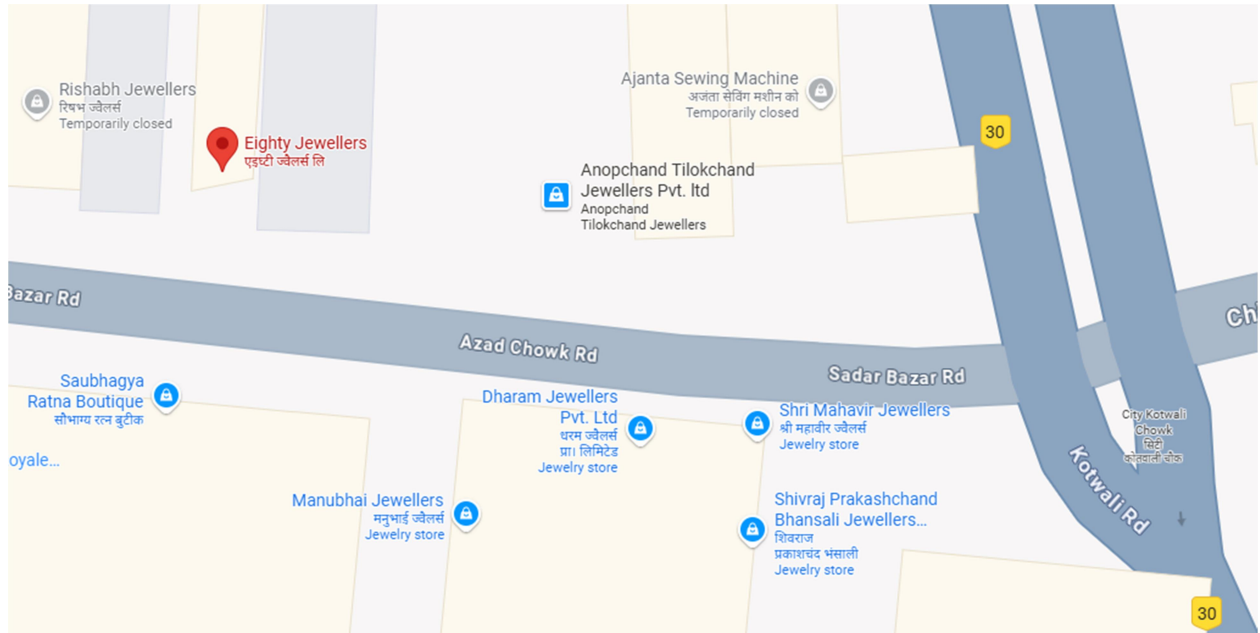 Rishabh Jewellers
रिषभ ज्वैलर्स
Temporarily closed
Eighty Jewellers
एइघ्टी ज्वैलर्स लि
Ajanta Sewing Machine
अजंता सेविंग मशीन को
Temporarily closed
30
Anopchand Tilokchand
Jewellers Pvt. ltd
Anopchand
Tilokchand Jewellers
Bazar Rd
Azad Chowk Rd
Sadar Bazar Rd
Ch
Saubhagya
Ratna Boutique
सौभाग्य रत्न बुटीक
oyale...
Dharam Jewellers
Pvt. Ltd
धरम ज्वैलर्स
प्रा। लिमिटेड
Jewelry store
Shri Mahavir Jewellers
श्री महावीर ज्वैलर्स
Jewelry store
City Kotwali
Chowk
सिटी
कोतवाली चौक
Kotwali Rd
Manubhai Jewellers
मनुभाई ज्वैलर्स
Jewelry store
Shivraj Prakashchand
Bhansali Jewellers...
शिवराज
प्रकाशचंद भंसाली
Jewelry store
30